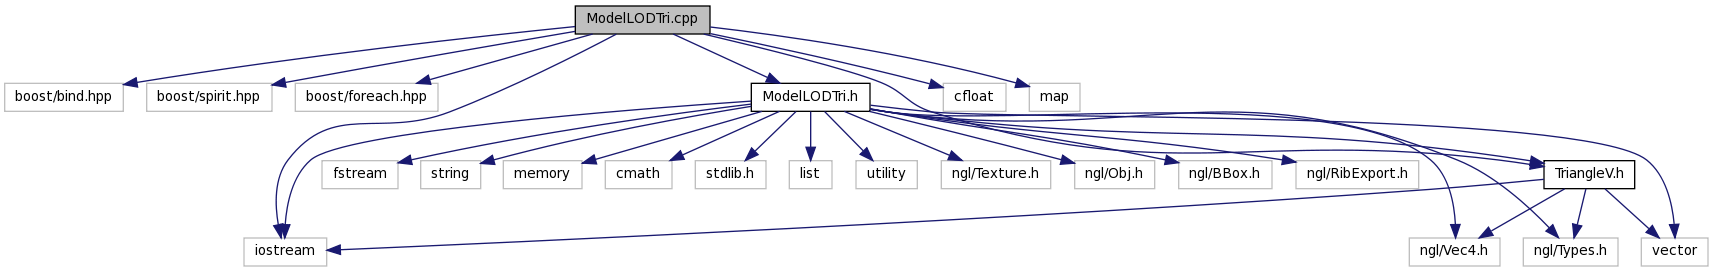 ModelLODTri.cpp
boost/bind.hpp
boost/spirit.hpp
boost/foreach.hpp
ModelLODTri.h
cfloat
map
fstream
string
memory
cmath
stdlib.h
list
utility
ngl/Texture.h
ngl/Obj.h
ngl/BBox.h
ngl/RibExport.h
TriangleV.h
iostream
ngl/Vec4.h
ngl/Types.h
vector